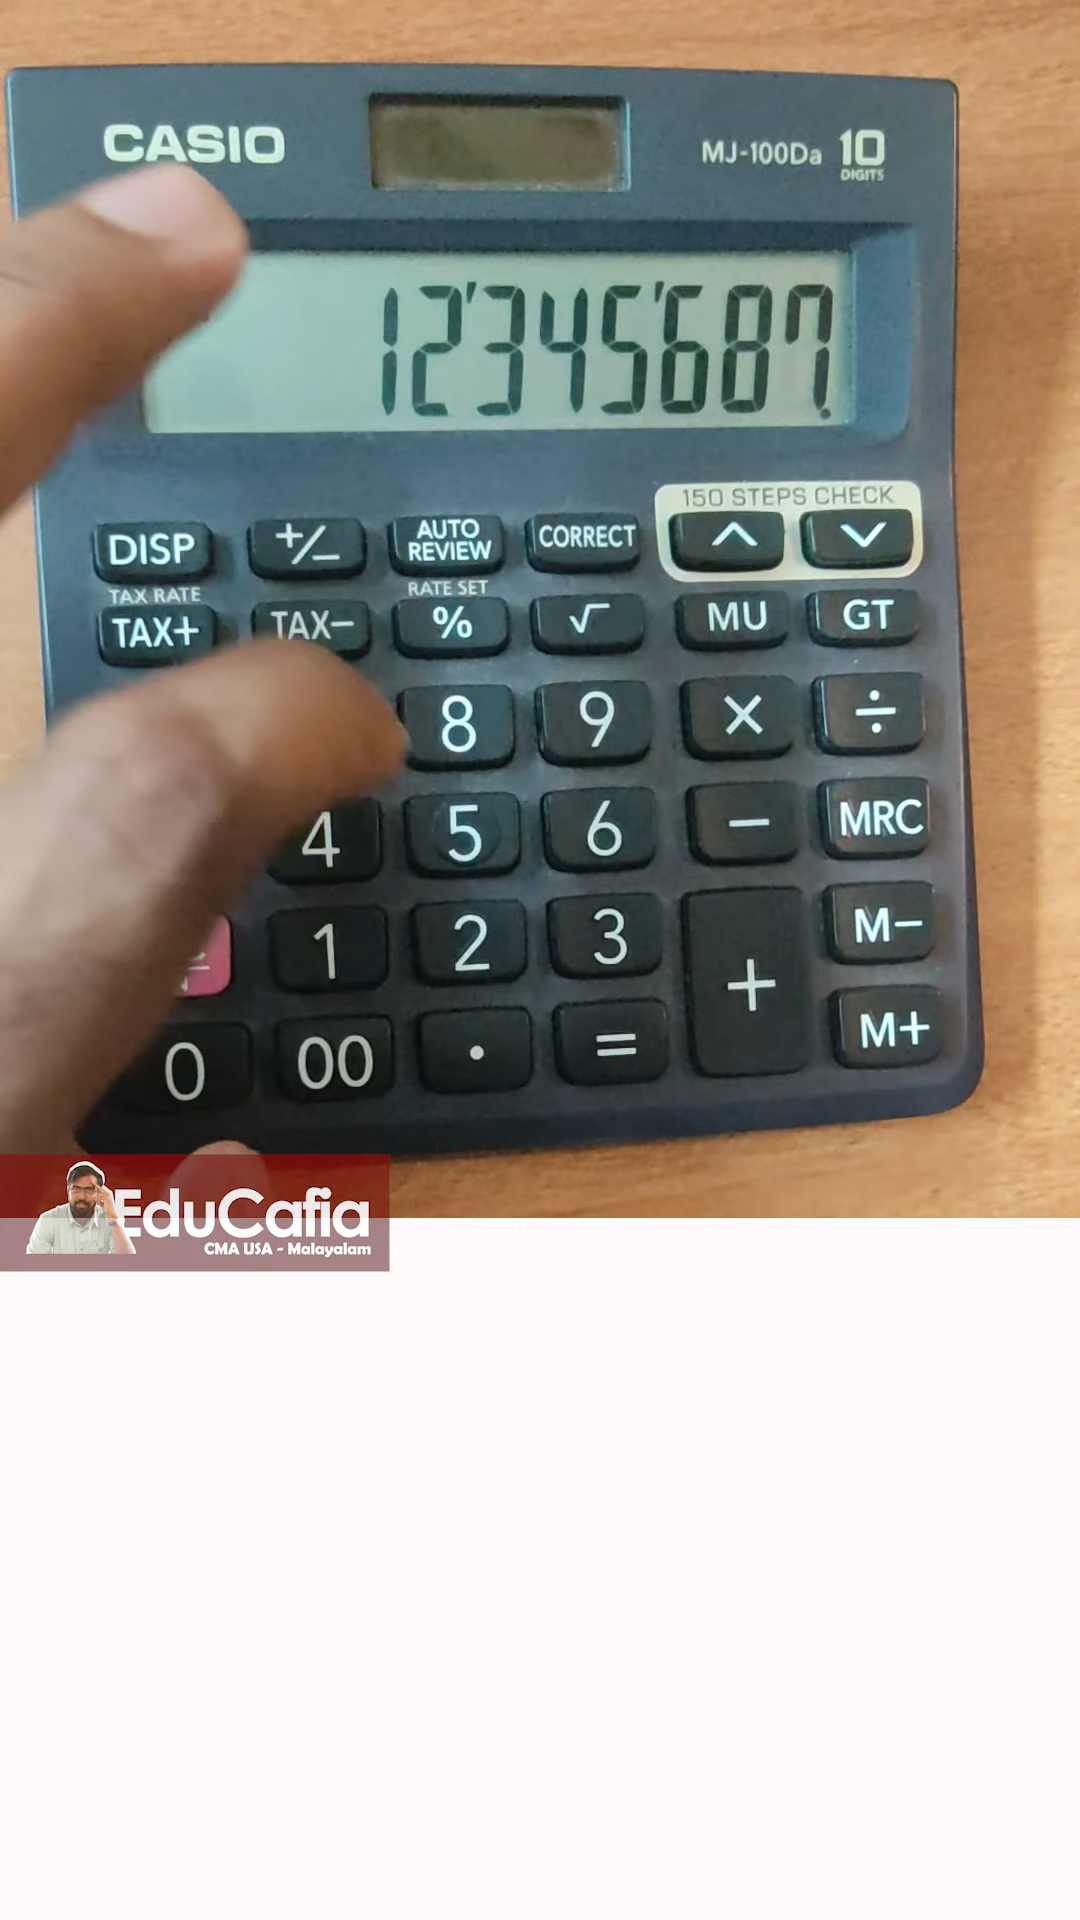 CASIO
MJ-100Da 10
DIGITS
12'345'687.
150 STEPS CHECK
DISP +/− AUTO REVIEW CORRECT
TAX RATE RATE SET
TAX+ TAX− % √ MU GT
8 9 × ÷
4 5 6 − MRC
1 2 3 + M−
0 00 · = M+
EduCafia
CMA USA - Malayalam